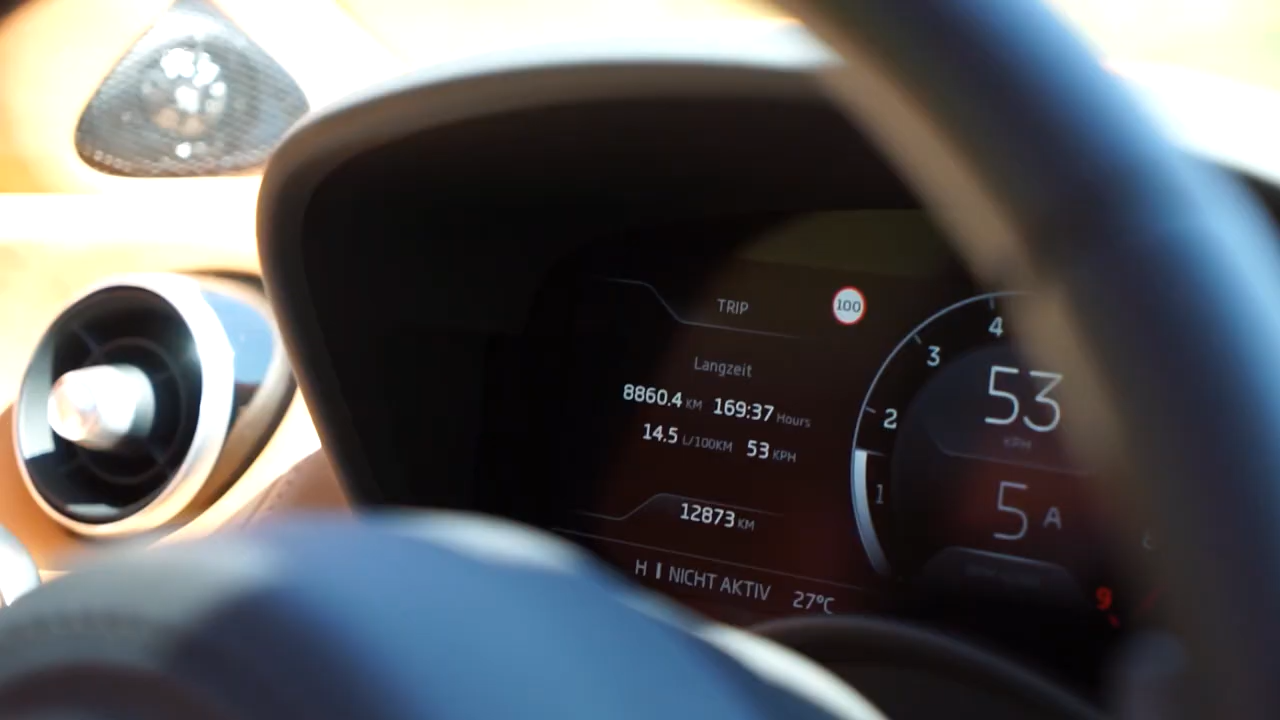 TRIP
100
Langzeit
8860.4 KM 169:37 Hours
14.5 L/100KM 53 KPH
12873 KM
H NICHT AKTIV 27°C
1
2
3
4
53
KPH
5 A
8
9